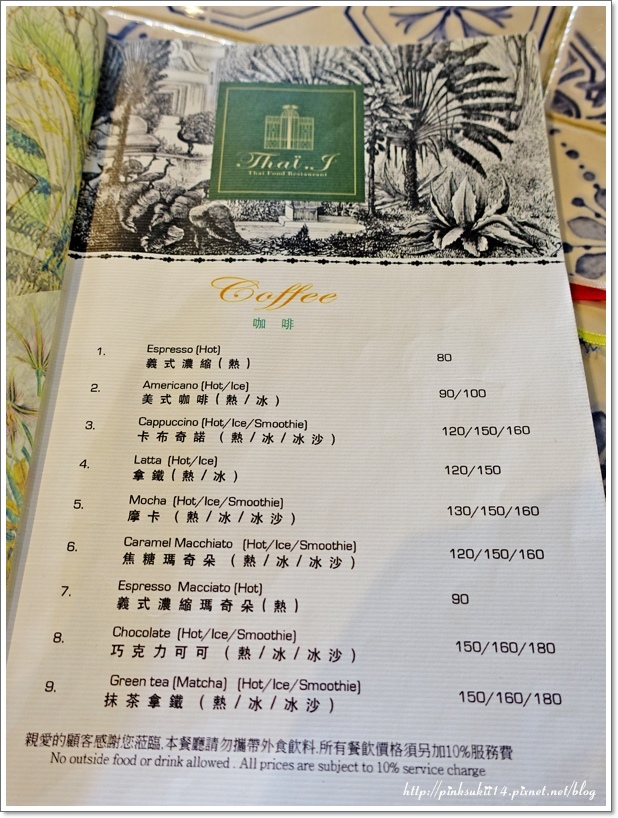 Thaï..J
Thai Food Restaurant
Coffee
咖啡
1. Espresso (Hot) 80
義式濃縮(熱)
2. Americano (Hot/Ice) 90/100
美式咖啡(熱/冰)
3. Cappuccino (Hot/Ice/Smoothie) 120/150/160
卡布奇諾 (熱/冰/冰沙)
4. Latta (Hot/Ice) 120/150
拿鐵(熱/冰)
5. Mocha (Hot/Ice/Smoothie) 130/150/160
摩卡 (熱/冰/冰沙)
6. Caramel Macchiato (Hot/Ice/Smoothie) 120/150/160
焦糖瑪奇朵 (熱/冰/冰沙)
7. Espresso Macciato (Hot) 90
義式濃縮瑪奇朵(熱)
8. Chocolate (Hot/Ice/Smoothie) 150/160/180
巧克力可可 (熱/冰/冰沙)
9. Green tea (Matcha) (Hot/Ice/Smoothie) 150/160/180
抹茶拿鐵 (熱/冰/冰沙)
親愛的顧客感謝您蒞臨,本餐廳請勿攜帶外食飲料.所有餐飲價格須另加10%服務費
No outside food or drink allowed . All prices are subject to 10% service charge
http://pinksukii14.pixnet.net/blog